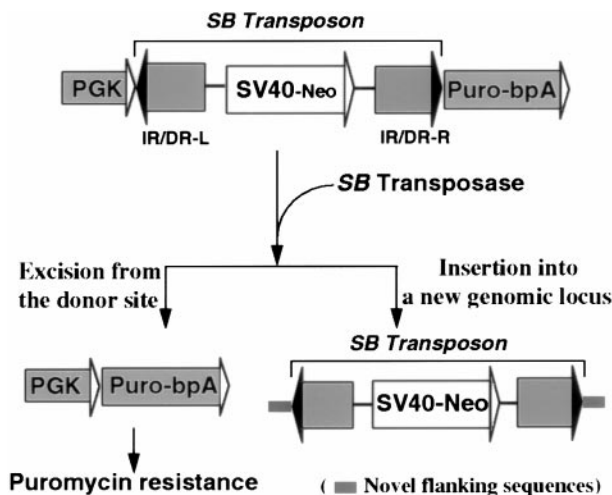 SB Transposon
PGK SV40-Neo Puro-bpA
IR/DR-L IR/DR-R
SB Transposase
Excision from
the donor site
Insertion into
a new genomic locus
SB Transposon
PGK Puro-bpA
SV40-Neo
Puromycin resistance
( Novel flanking sequences)